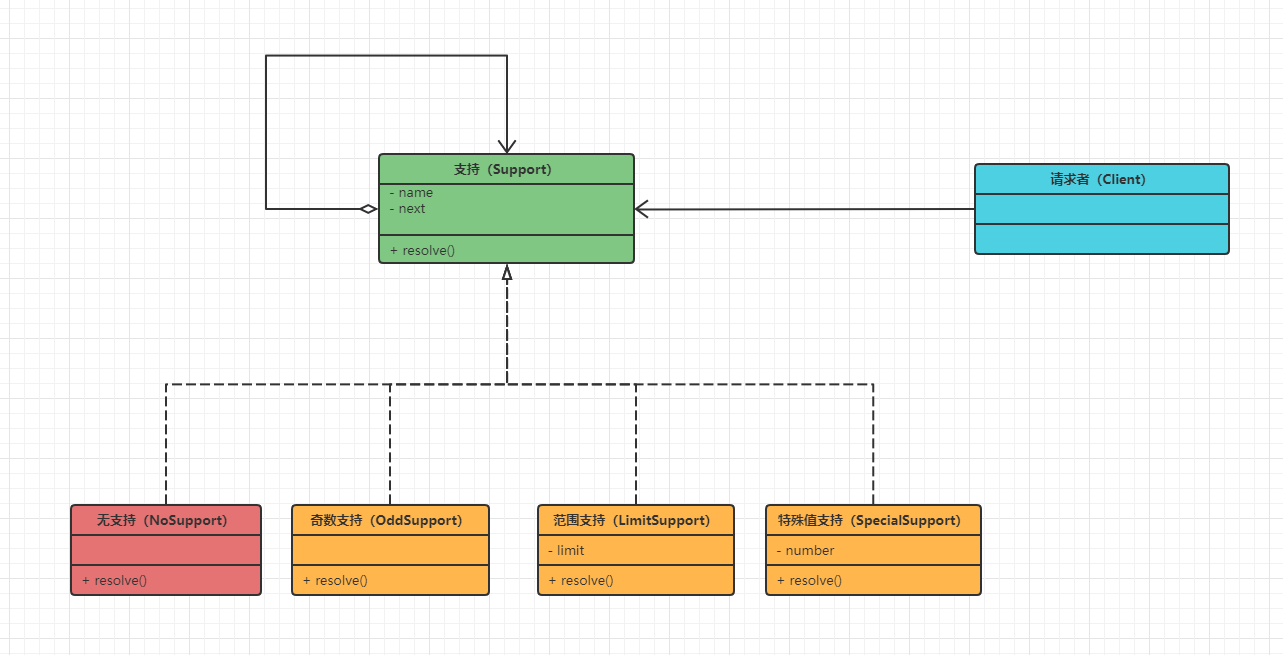 支持（Support）
- name
- next
+ resolve()
请求者（Client）
无支持（NoSupport）
+ resolve()
奇数支持（OddSupport）
+ resolve()
范围支持（LimitSupport）
- limit
+ resolve()
特殊值支持（SpecialSupport）
- number
+ resolve()